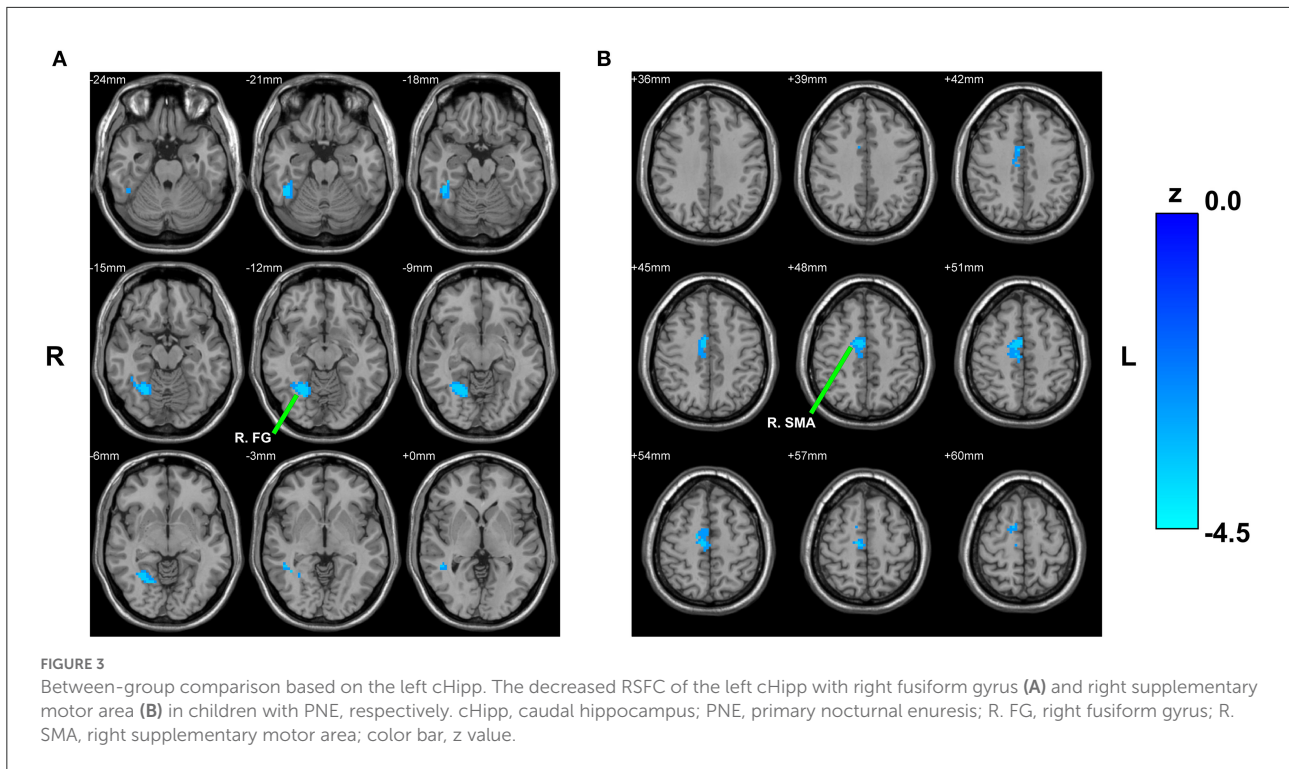 A
B
-24mm -21mm -18mm
+36mm +39mm +42mm
z 0.0
-15mm -12mm -9mm
+45mm +48mm +51mm
R
L
R. FG
R. SMA
-6mm -3mm +0mm
+54mm +57mm +60mm
-4.5
FIGURE 3
Between-group comparison based on the left cHipp. The decreased RSFC of the left cHipp with right fusiform gyrus (A) and right supplementary
motor area (B) in children with PNE, respectively. cHipp, caudal hippocampus; PNE, primary nocturnal enuresis; R. FG, right fusiform gyrus; R.
SMA, right supplementary motor area; color bar, z value.